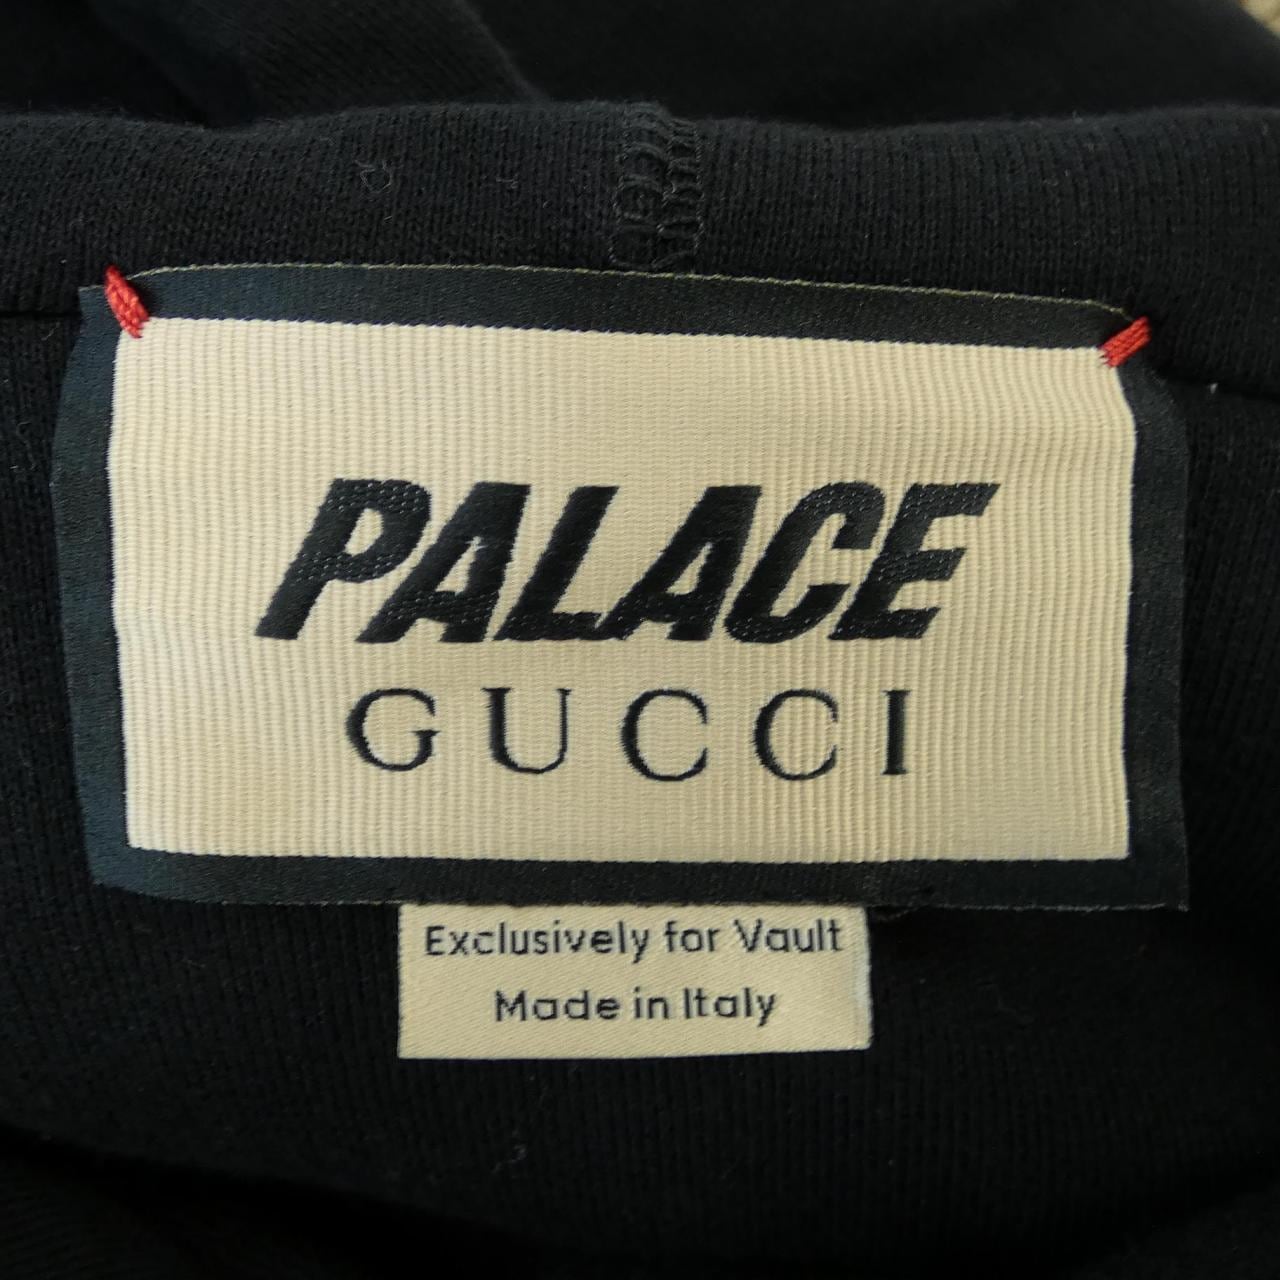 PALACE
GUCCI
Exclusively for Vault
Made in Italy